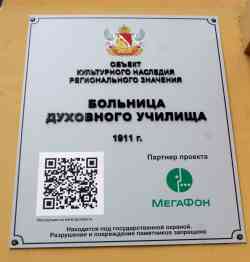 ОБЪЕКТ
КУЛЬТУРНОГО НАСЛЕДИЯ
РЕГИОНАЛЬНОГО ЗНАЧЕНИЯ
БОЛЬНИЦА
ДУХОВНОГО УЧИЛИЩА
1911 г.
Партнер проекта
МЕГАФОН
Находится под государственной охраной.
Разрушение и повреждение памятников запрещено